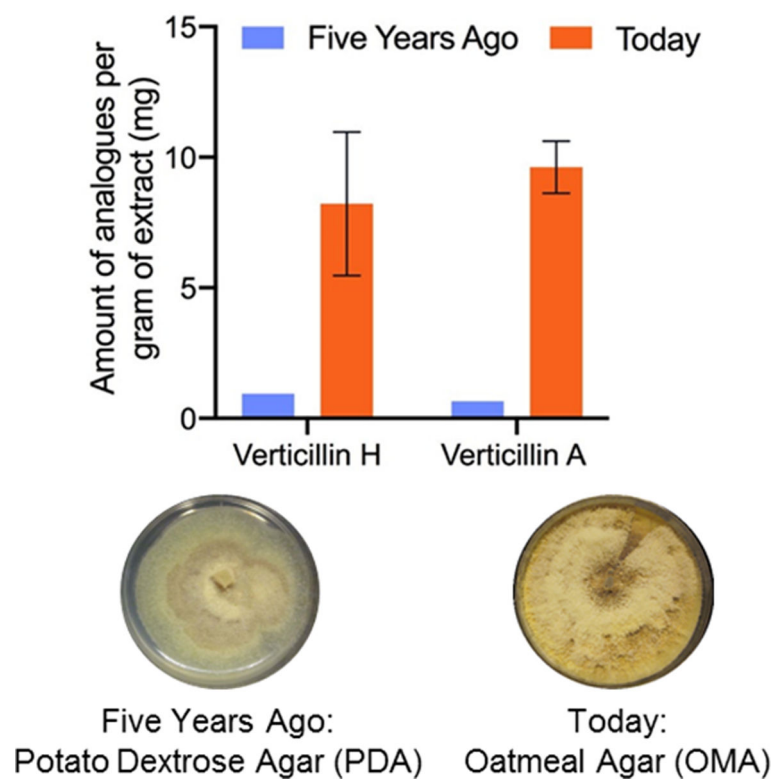 15
Five Years Ago
Today
10
5
0
Amount of analogues per
gram of extract (mg)
Verticillin H
Verticillin A
Five Years Ago:
Potato Dextrose Agar (PDA)
Today:
Oatmeal Agar (OMA)